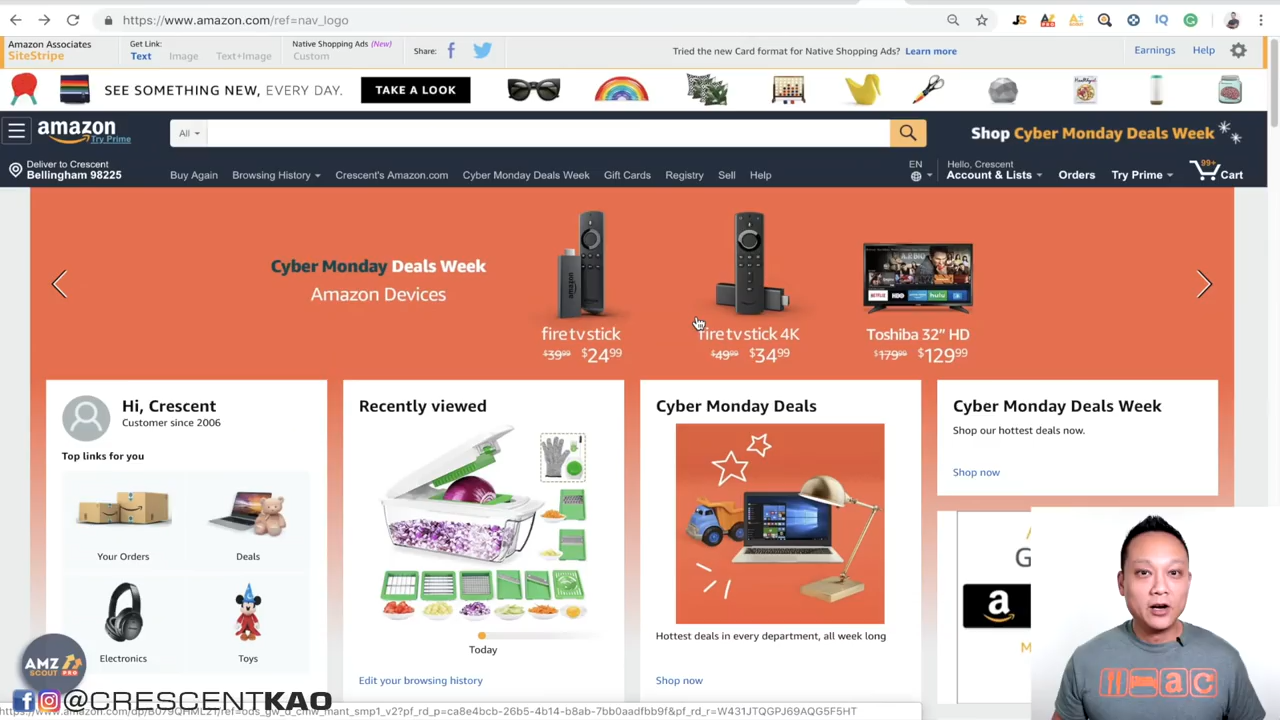 https://www.amazon.com/ref=nav_logo
JS
PRO
IQ
Amazon Associates
SiteStripe
Get Link:
Text
Image
Text+Image
Native Shopping Ads (New)
Custom
Share:
Tried the new Card format for Native Shopping Ads? Learn more
Earnings
Help
SEE SOMETHING NEW, EVERY DAY.
TAKE A LOOK
amazon
Try Prime
All
Shop Cyber Monday Deals Week
Deliver to Crescent
Bellingham 98225
Buy Again
Browsing History
Crescent's Amazon.com
Cyber Monday Deals Week
Gift Cards
Registry
Sell
Help
EN
Hello, Crescent
Account & Lists
Orders
Try Prime
99+
Cart
Cyber Monday Deals Week
Amazon Devices
fire tv stick
$39.99 $24.99
fire tv stick 4K
$49.99 $34.99
Toshiba 32" HD
$179.99 $129.99
Hi, Crescent
Customer since 2006
Top links for you
Your Orders
Deals
Electronics
Toys
Recently viewed
Today
Edit your browsing history
Cyber Monday Deals
Hottest deals in every department, all week long
Shop now
Cyber Monday Deals Week
Shop our hottest deals now.
Shop now
AMZ
SCOUT PRO
@CRESCENTKAO